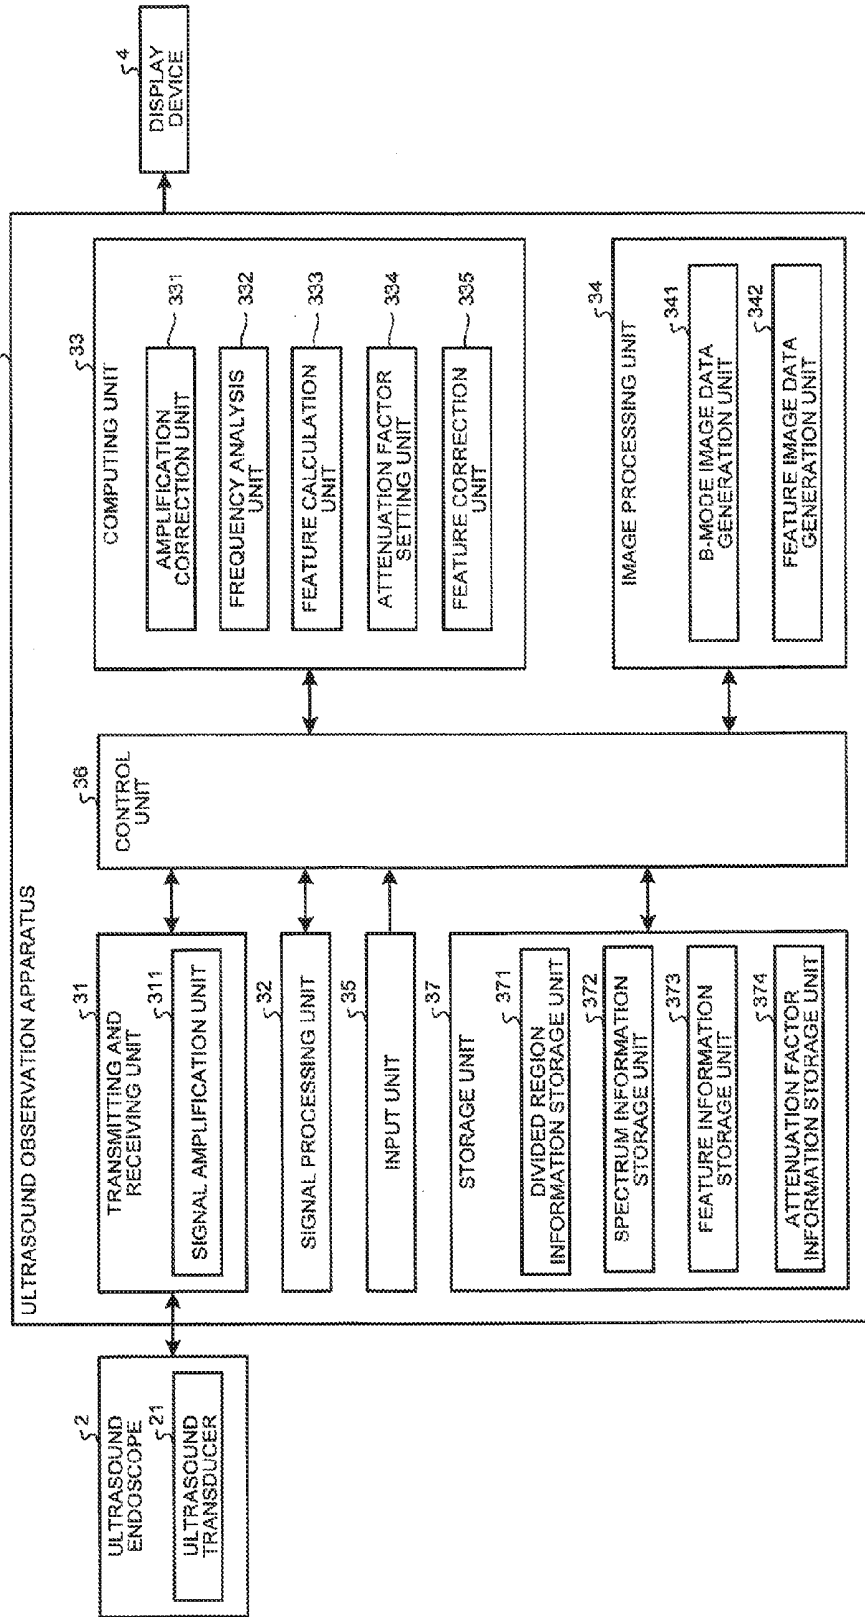 ULTRASOUND OBSERVATION APPARATUS
2
ULTRASOUND
ENDOSCOPE
21
ULTRASOUND
TRANSDUCER
31
TRANSMITTING AND
RECEIVING UNIT
311
SIGNAL AMPLIFICATION UNIT
32
SIGNAL PROCESSING UNIT
35
INPUT UNIT
37
STORAGE UNIT
371
DIVIDED REGION
INFORMATION STORAGE UNIT
372
SPECTRUM INFORMATION
STORAGE UNIT
373
FEATURE INFORMATION
STORAGE UNIT
374
ATTENUATION FACTOR
INFORMATION STORAGE UNIT
36
CONTROL
UNIT
33
COMPUTING UNIT
AMPLIFICATION
CORRECTION UNIT
331
FREQUENCY ANALYSIS
UNIT
332
FEATURE CALCULATION
UNIT
333
ATTENUATION FACTOR
SETTING UNIT
334
FEATURE CORRECTION
UNIT
335
34
IMAGE PROCESSING UNIT
341
B-MODE IMAGE DATA
GENERATION UNIT
342
FEATURE IMAGE DATA
GENERATION UNIT
4
DISPLAY
DEVICE